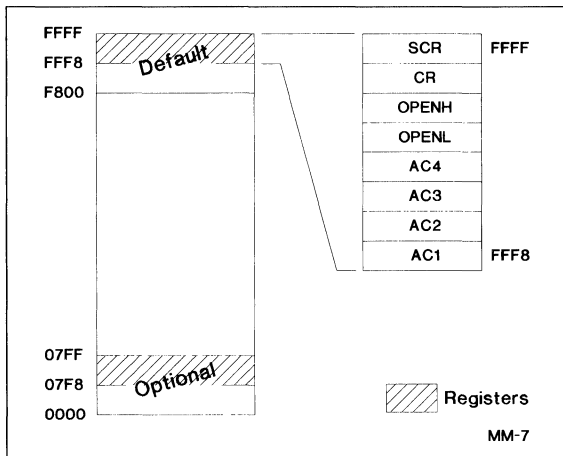 FFFF
FFF8
Default
F800
SCR FFFF
CR
OPENH
OPENL
AC4
AC3
AC2
AC1 FFF8
07FF
07F8
Optional
0000
Registers
MM-7